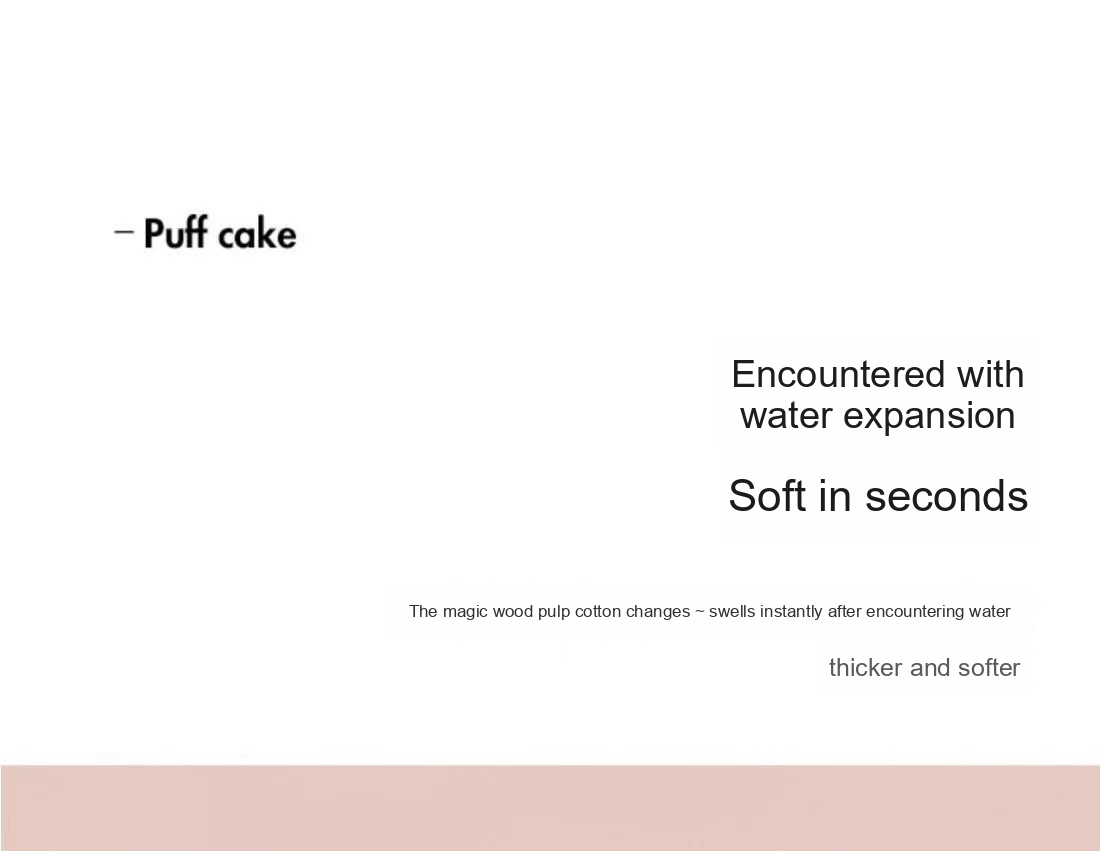 – Puff cake
Encountered with
water expansion
Soft in seconds
The magic wood pulp cotton changes ~ swells instantly after encountering water
thicker and softer